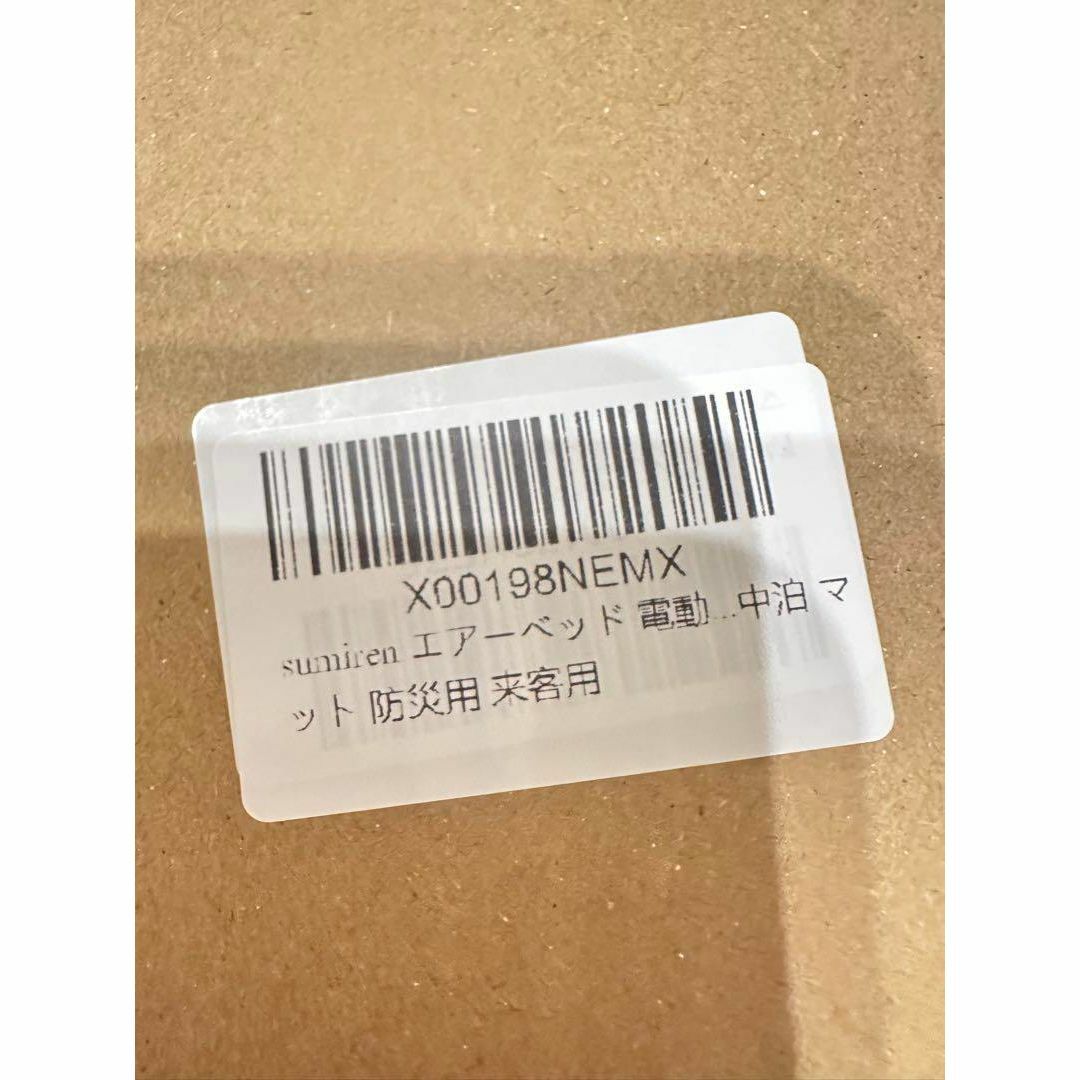 X00198NEMX
sumiren エアーベッド 電動...中泊 マ
ット 防災用 来客用